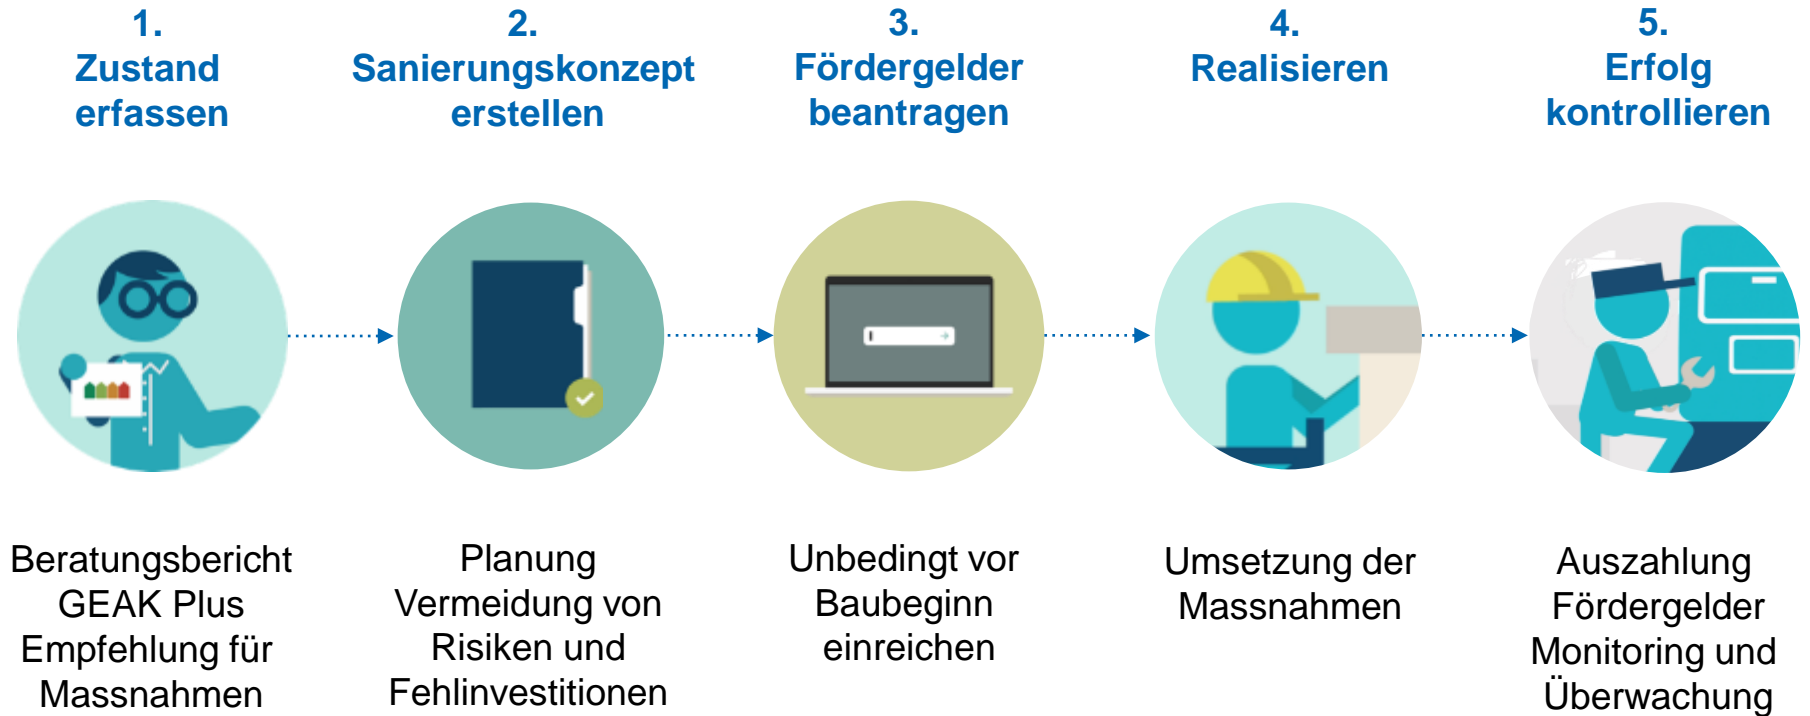 1.
Zustand
erfassen
2.
Sanierungskonzept
erstellen
3.
Fördergelder
beantragen
4.
Realisieren
5.
Erfolg
kontrollieren
Beratungsbericht
GEAK Plus
Empfehlung für
Massnahmen
Planung
Vermeidung von
Risiken und
Fehlinvestitionen
Unbedingt vor
Baubeginn
einreichen
Umsetzung der
Massnahmen
Auszahlung
Fördergelder
Monitoring und
Überwachung